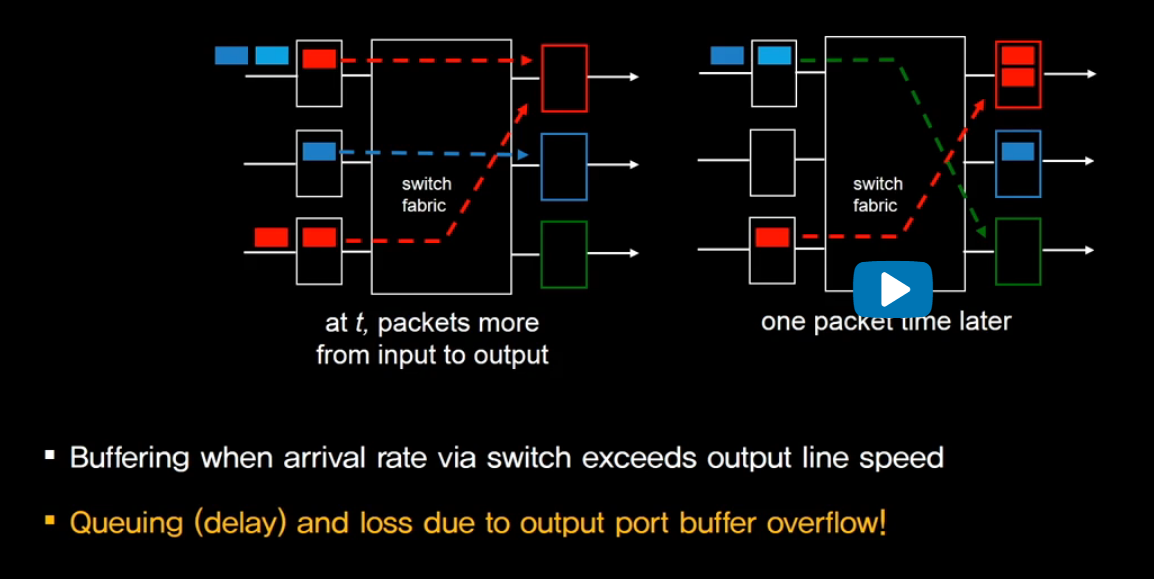 switch
fabric
at t, packets more
from input to output
switch
fabric
one packet time later
▪ Buffering when arrival rate via switch exceeds output line speed
▪ Queuing (delay) and loss due to output port buffer overflow!